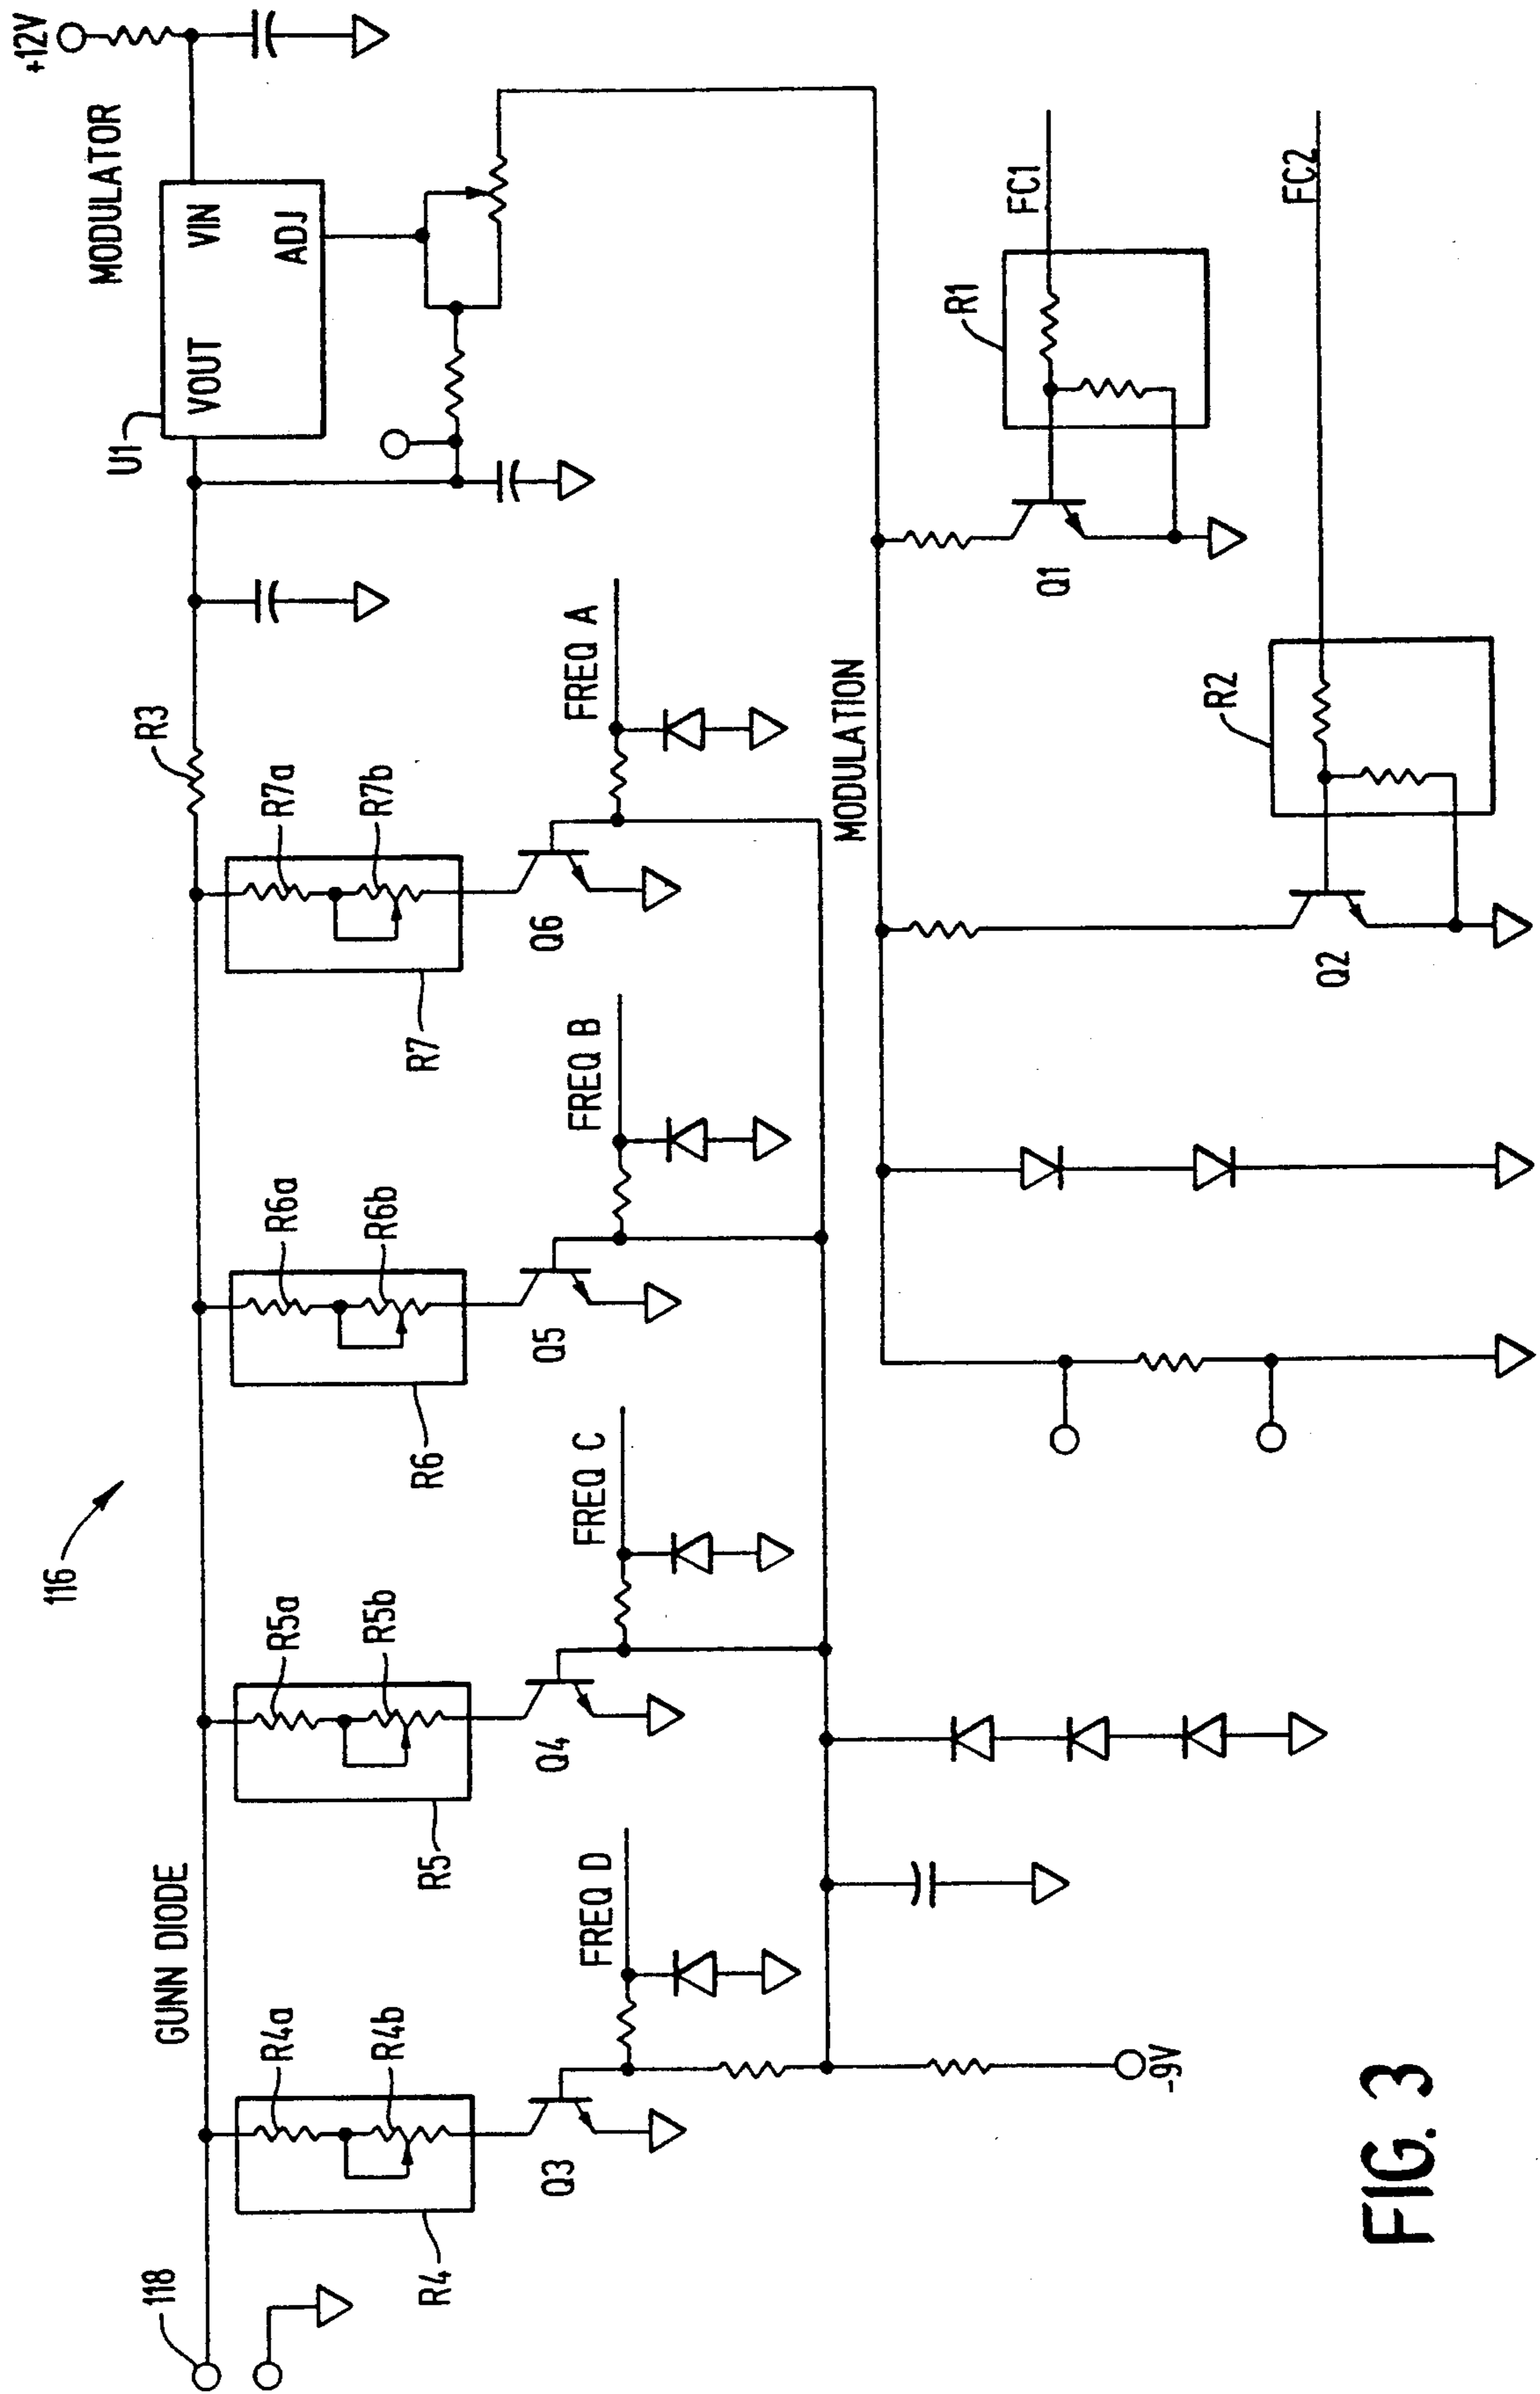 116
118
GUNN DIODE
R3
U1
MODULATOR
+12V
VOUT
VIN
ADJ
R4a
R4b
R4
R5a
R5b
R5
R6a
R6b
R6
R7a
R7b
R7
Q3
FREQ D
Q4
FREQ C
Q5
FREQ B
Q6
FREQ A
MODULATION
-9V
Q1
R1
FC1
Q2
R2
FC2
FIG. 3